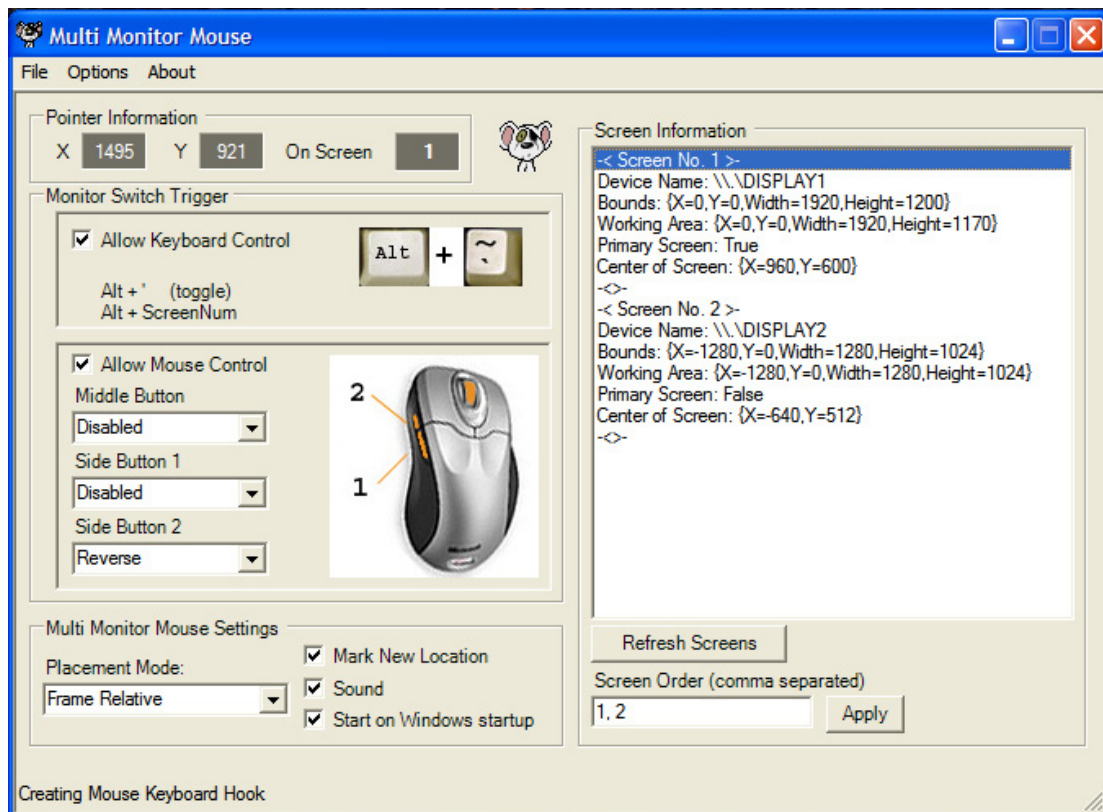 Multi Monitor Mouse
File Options About
Pointer Information
X 1495 Y 921 On Screen 1
Monitor Switch Trigger
Allow Keyboard Control
Alt + ~ `
Alt + ' (toggle)
Alt + ScreenNum
Allow Mouse Control
Middle Button
Disabled
Side Button 1
Disabled
Side Button 2
Reverse
2
1
Multi Monitor Mouse Settings
Placement Mode:
Frame Relative
Mark New Location
Sound
Start on Windows startup
Screen Information
-< Screen No. 1 >-
Device Name: \\.\DISPLAY1
Bounds: {X=0,Y=0,Width=1920,Height=1200}
Working Area: {X=0,Y=0,Width=1920,Height=1170}
Primary Screen: True
Center of Screen: {X=960,Y=600}
-<>-
-< Screen No. 2 >-
Device Name: \\.\DISPLAY2
Bounds: {X=-1280,Y=0,Width=1280,Height=1024}
Working Area: {X=-1280,Y=0,Width=1280,Height=1024}
Primary Screen: False
Center of Screen: {X=-640,Y=512}
-<>-
Refresh Screens
Screen Order (comma separated)
1, 2
Apply
Creating Mouse Keyboard Hook